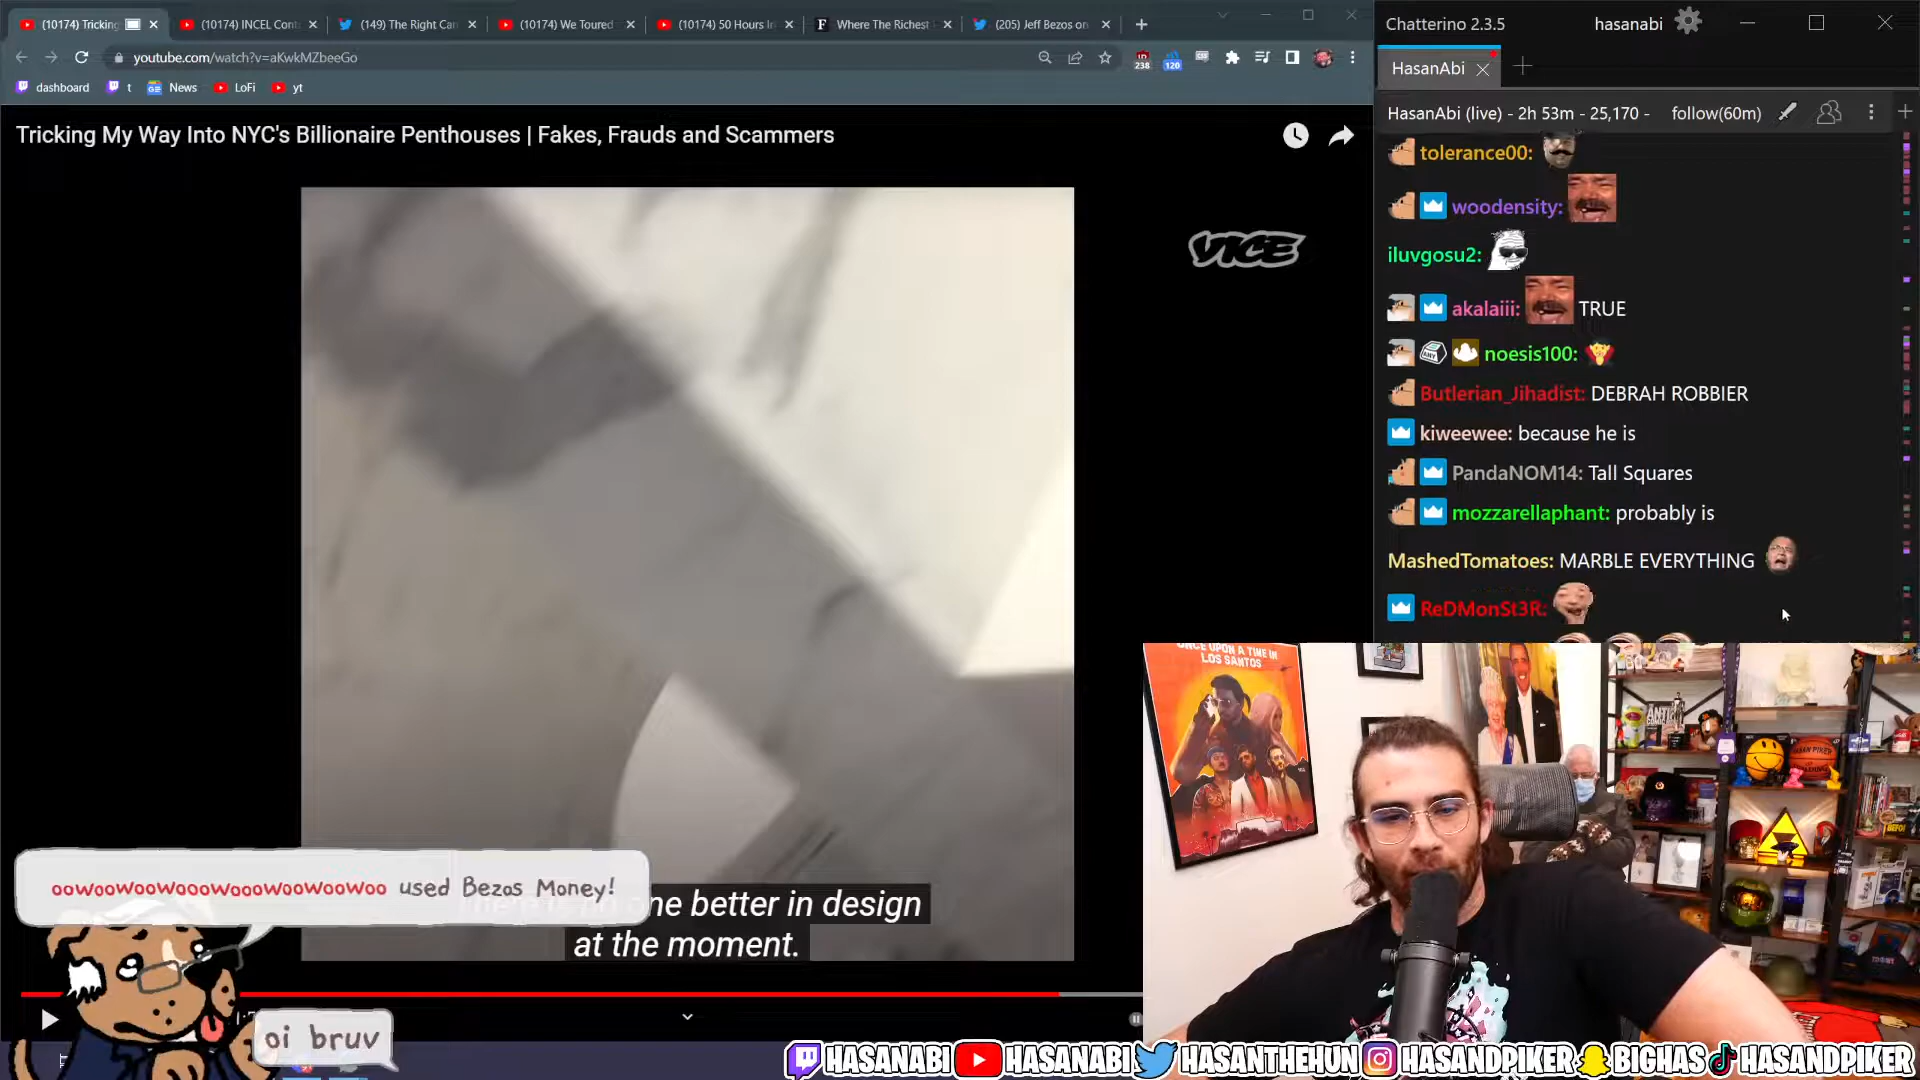 (10174) Tricking
(10174) INCEL Cont
(149) The Right Can
(10174) We Toured
(10174) 50 Hours In
Where The Richest
(205) Jeff Bezos on
youtube.com/watch?v=aKwkMZbeeGo
238
120
dashboard
t
News
LoFi
yt
Tricking My Way Into NYC's Billionaire Penthouses | Fakes, Frauds and Scammers
VICE
ne better in design
at the moment.
oowoowoowooowooowoowoowoo used Bezos Money!
oi bruv
Chatterino 2.3.5
hasanabi
HasanAbi
HasanAbi (live) - 2h 53m - 25,170 -
follow(60m)
tolerance00:
woodensity:
iluvgosu2:
akalaiii: TRUE
noesis100:
Butlerian_Jihadist: DEBRAH ROBBIER
kiweewee: because he is
PandaNOM14: Tall Squares
mozzarellaphant: probably is
MashedTomatoes: MARBLE EVERYTHING
ReDMonSt3R:
ONCE UPON A TIME IN
LOS SANTOS
HASANABI
HASANABI
HASANTHEHUN
HASANDPIKER
BIGHAS
HASANDPIKER